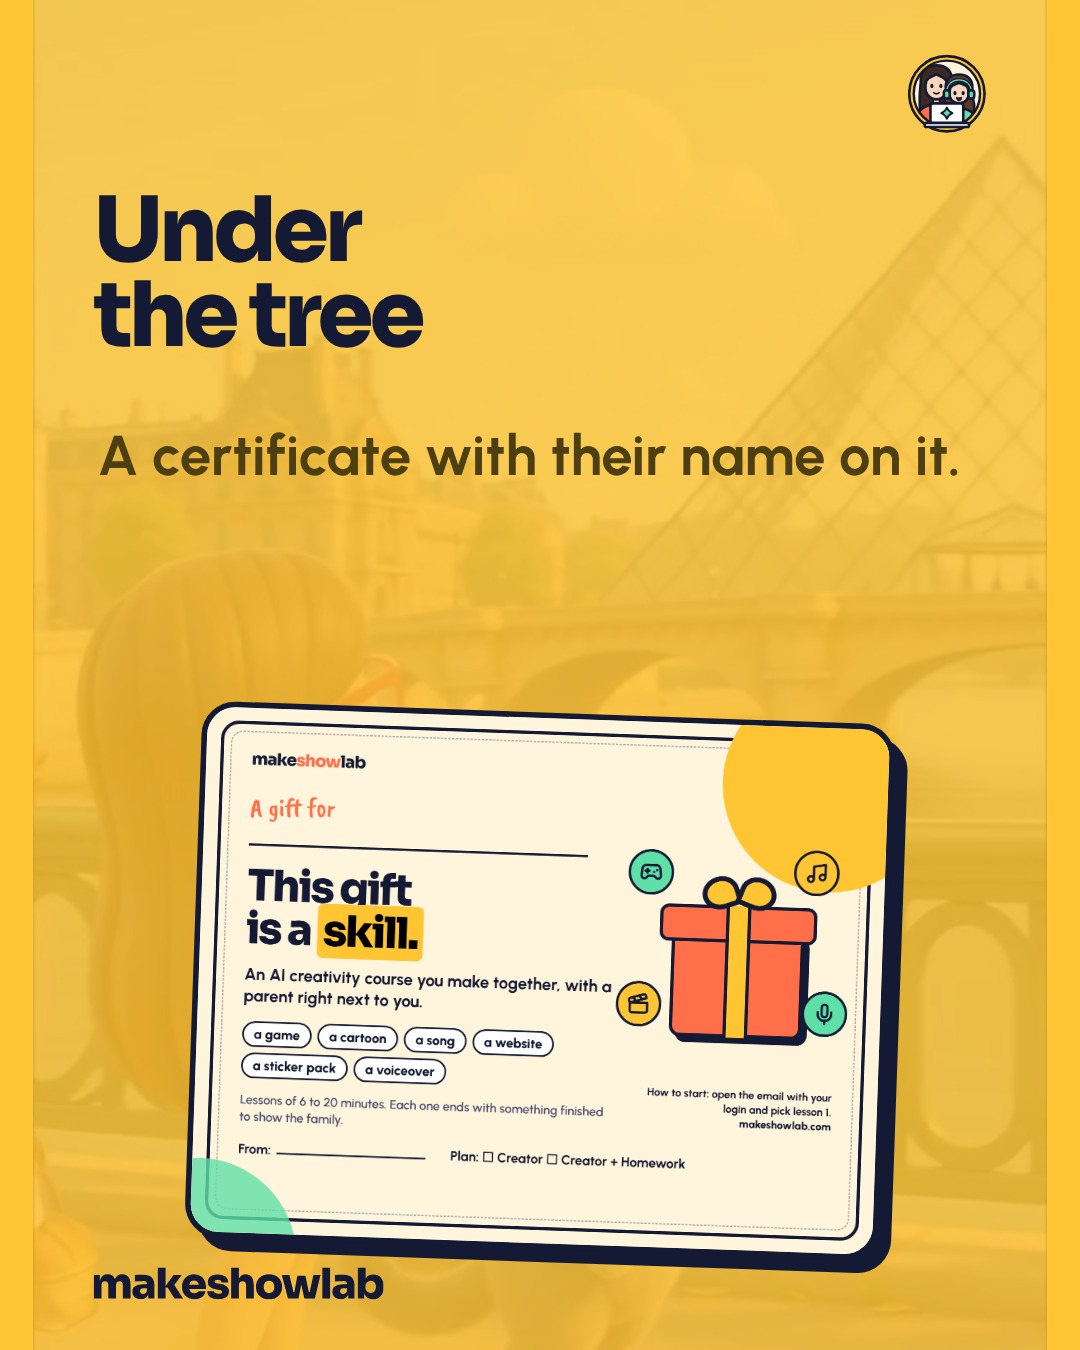 Under
the tree
A certificate with their name on it.
makeshowlab
A gift for
This gift
is a skill.
An AI creativity course you make together, with a
parent right next to you.
a game a cartoon a song a website
a sticker pack a voiceover
Lessons of 6 to 20 minutes. Each one ends with something finished
to show the family.
How to start: open the email with your
login and pick lesson 1.
makeshowlab.com
From: Plan: ☐ Creator ☐ Creator + Homework
makeshowlab